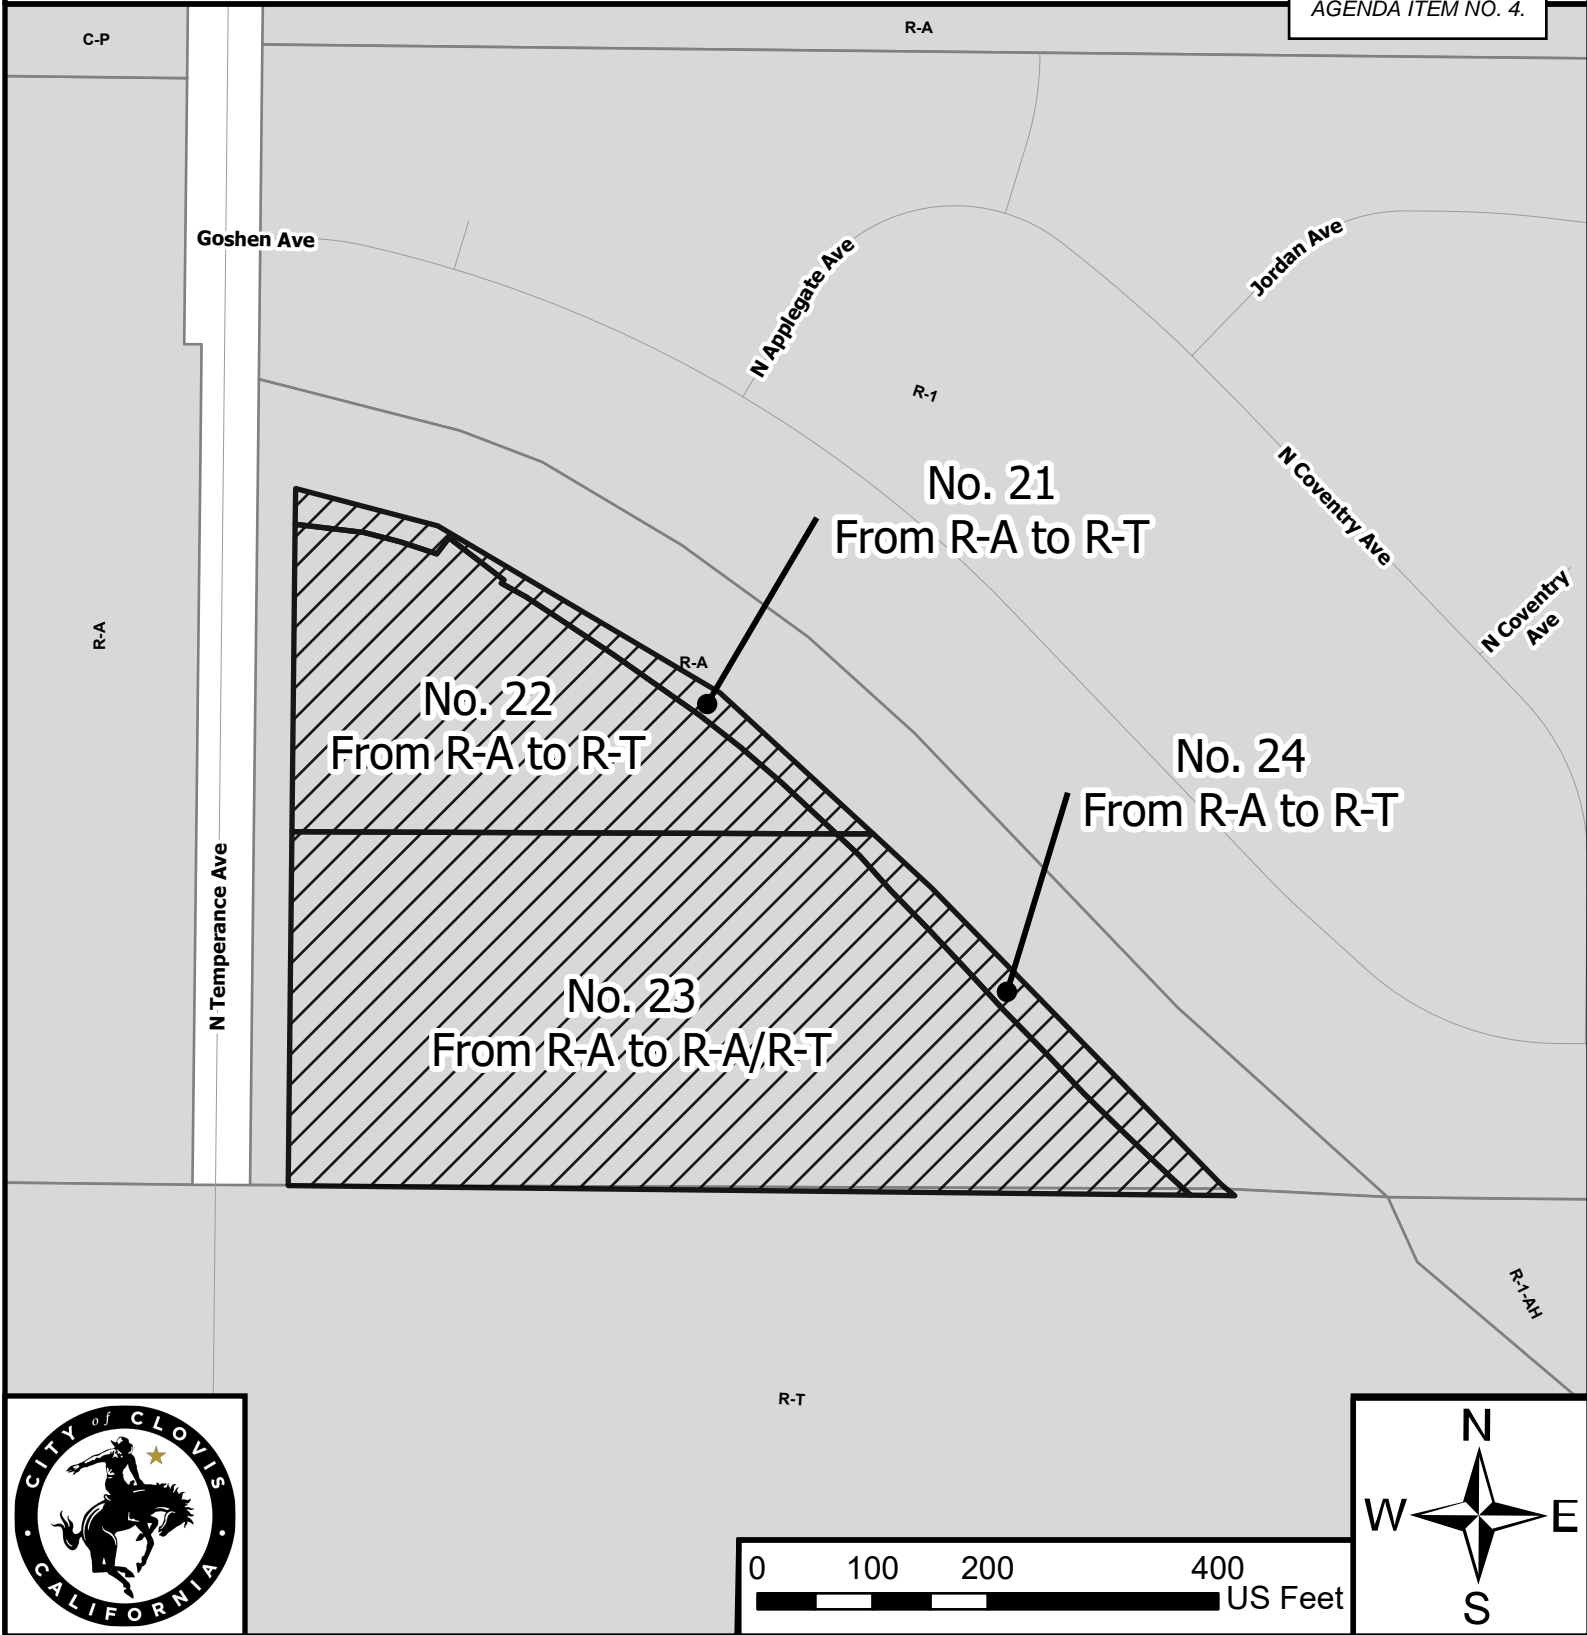 AGENDA ITEM NO. 4.
C-P
R-A
Goshen Ave
N Applegate Ave
Jordan Ave
R-1
N Coventry Ave
No. 21
From R-A to R-T
N Coventry
Ave
R-A
R-A
No. 22
From R-A to R-T
No. 24
From R-A to R-T
N Temperance Ave
No. 23
From R-A to R-A/R-T
R-1-AH
R-T
CITY of CLOVIS
CALIFORNIA
N
W E
S
0 100 200 400
US Feet